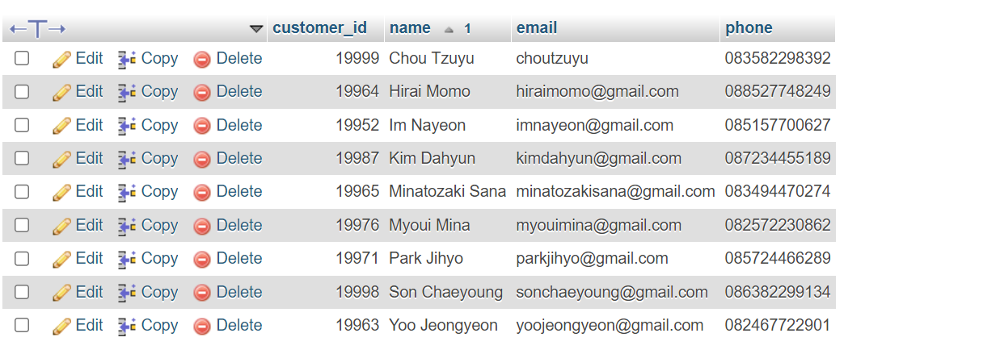 ←T→ customer_id name 1 email phone
Edit Copy Delete 19999 Chou Tzuyu choutzuyu 083582298392
Edit Copy Delete 19964 Hirai Momo hiraimomo@gmail.com 088527748249
Edit Copy Delete 19952 Im Nayeon imnayeon@gmail.com 085157700627
Edit Copy Delete 19987 Kim Dahyun kimdahyun@gmail.com 087234455189
Edit Copy Delete 19965 Minatozaki Sana minatozakisana@gmail.com 083494470274
Edit Copy Delete 19976 Myoui Mina myouimina@gmail.com 082572230862
Edit Copy Delete 19971 Park Jihyo parkjihyo@gmail.com 085724466289
Edit Copy Delete 19998 Son Chaeyoung sonchaeyoung@gmail.com 086382299134
Edit Copy Delete 19963 Yoo Jeongyeon yoojeongyeon@gmail.com 082467722901